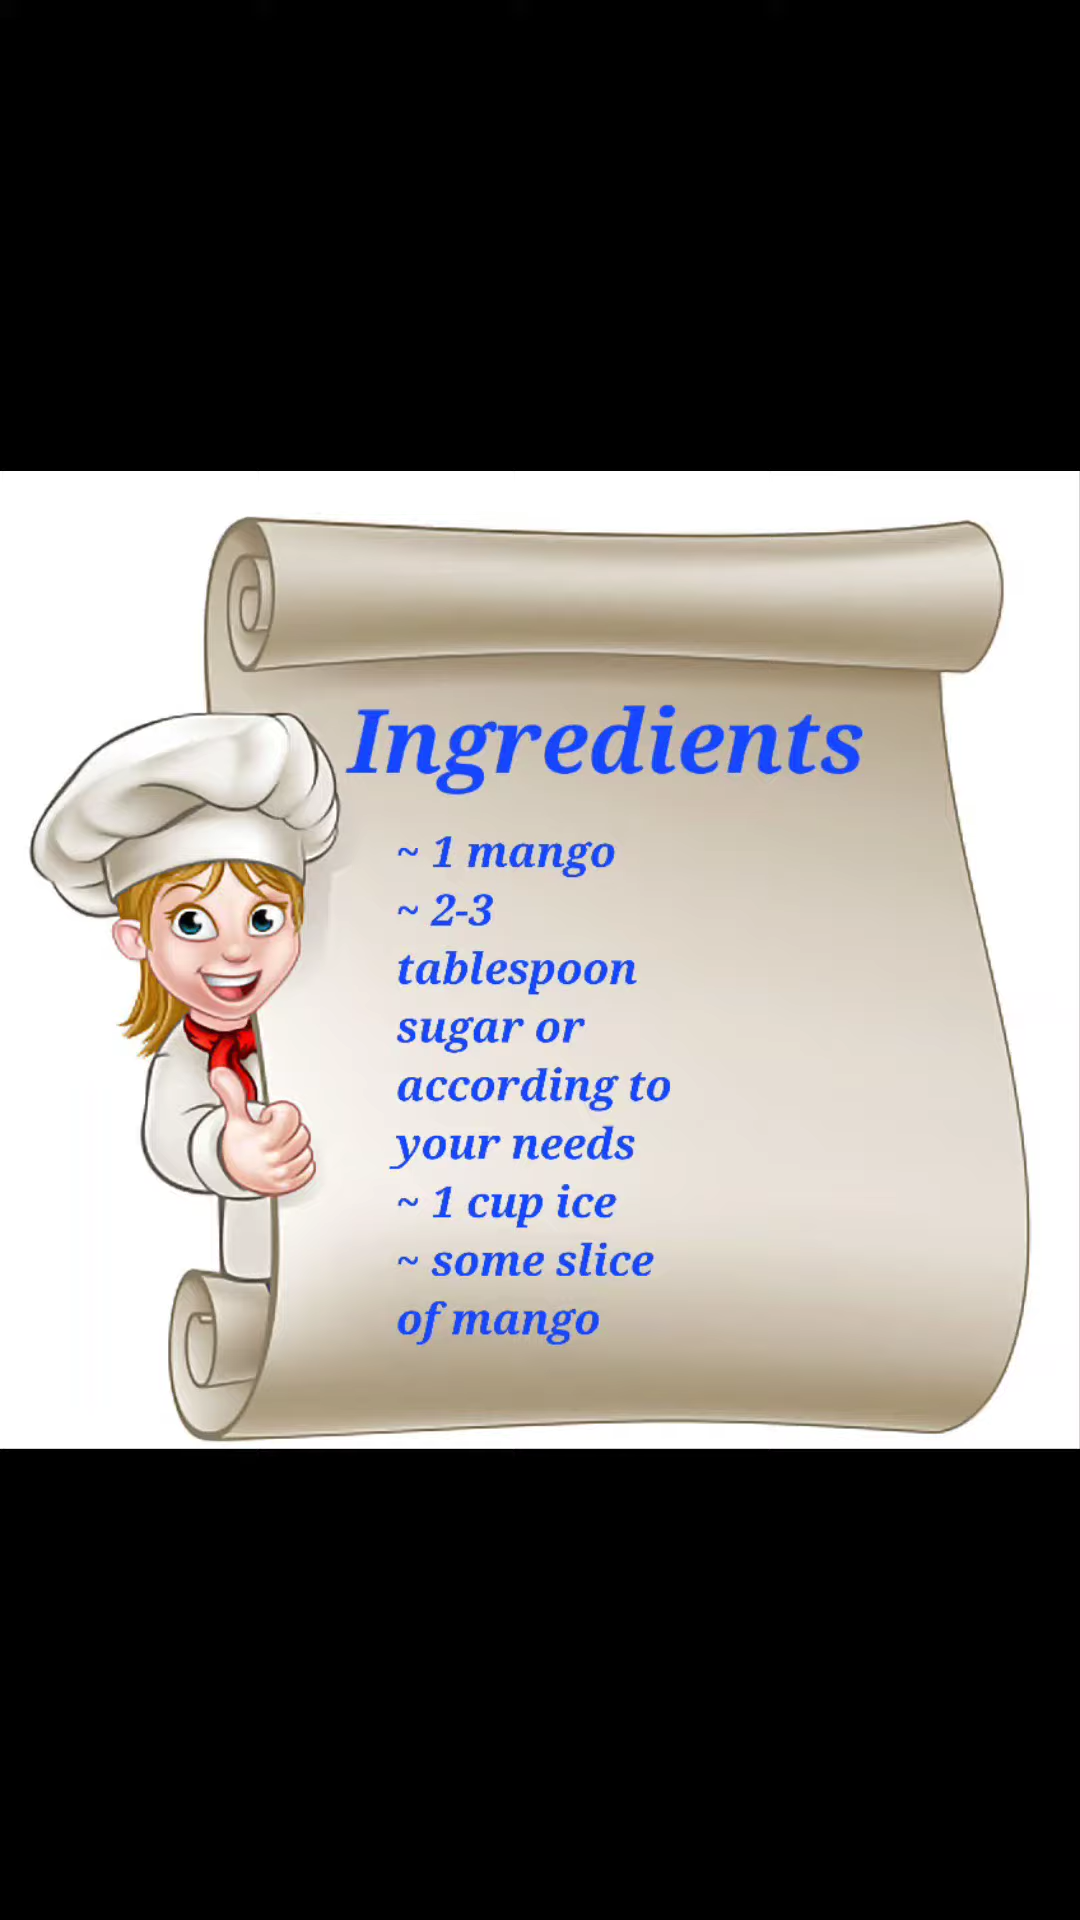 Ingredients
~ 1 mango
~ 2-3
tablespoon
sugar or
according to
your needs
~ 1 cup ice
~ some slice
of mango